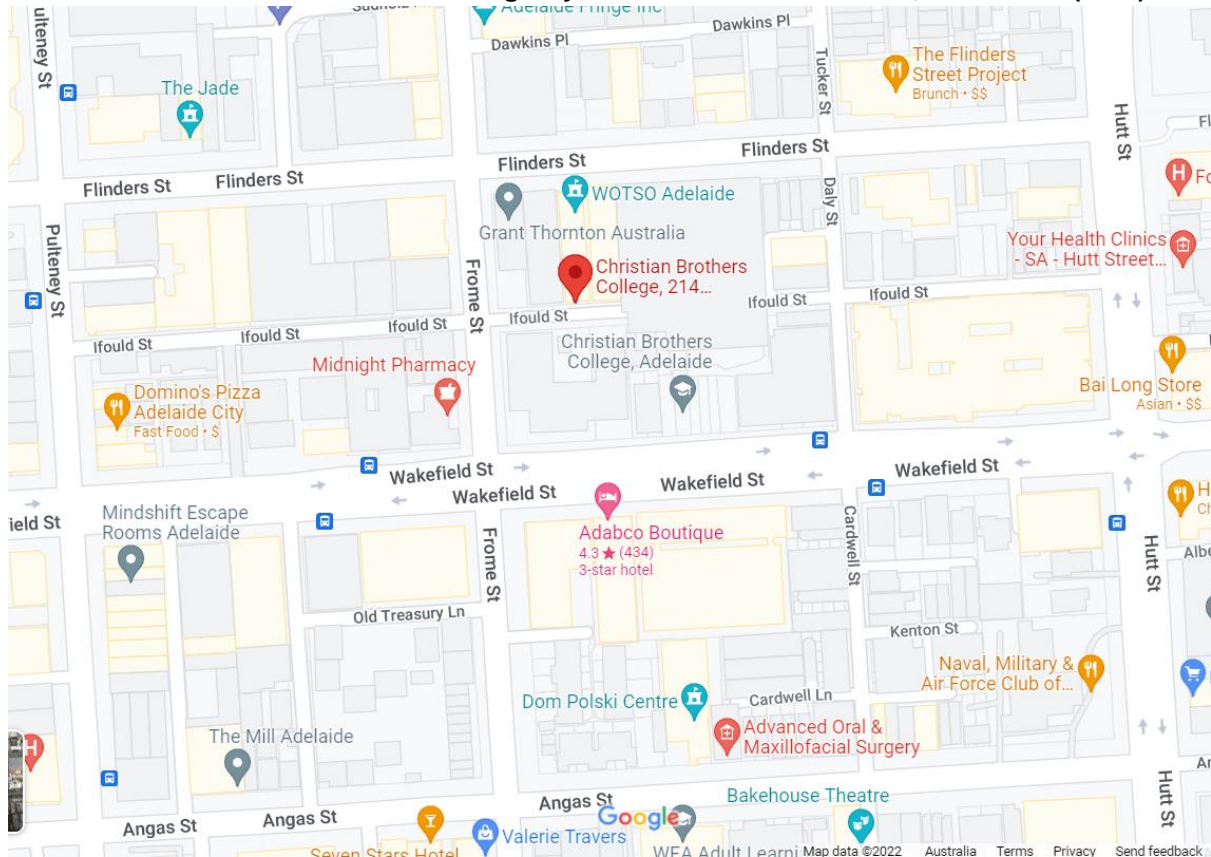 Adelaide Fringe Inc
Dawkins Pl
Dawkins Pl
ulteney St
The Jade
Tucker St
The Flinders
Street Project
Brunch • $$
Hutt St
Flinders St
Flinders St
Flinders St
Flinders St
WOTSO Adelaide
Grant Thornton Australia
Daly St
Your Health Clinics
- SA - Hutt Street...
Pulteney St
Frome St
Christian Brothers
College, 214...
Ifould St
Ifould St
Ifould St
Ifould St
Ifould St
Ifould St
Christian Brothers
College, Adelaide
Midnight Pharmacy
Domino's Pizza
Adelaide City
Fast Food • $
Bai Long Store
Asian • $$
Wakefield St
Wakefield St
Wakefield St
Wakefield St
ield St
Mindshift Escape
Rooms Adelaide
Adabco Boutique
4.3 ★ (434)
3-star hotel
Cardwell St
Frome St
Hutt St
Old Treasury Ln
Kenton St
Naval, Military &
Air Force Club of...
Dom Polski Centre
Cardwell Ln
Advanced Oral &
Maxillofacial Surgery
The Mill Adelaide
Hutt St
Angas St
Angas St
Angas St
Bakehouse Theatre
Google
Valerie Travers
Seven Stars Hotel
WEA Adult Learni
Map data ©2022 Australia Terms Privacy Send feedback